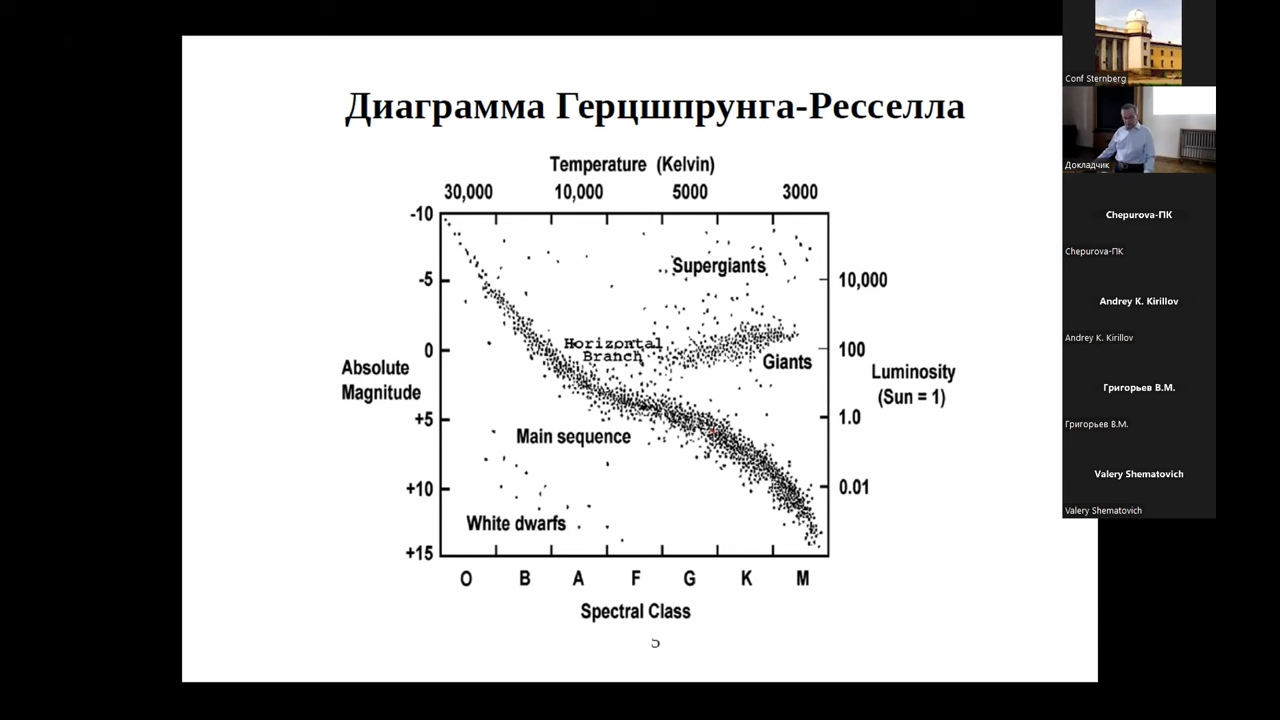 Диаграмма Герцшпрунга-Ресселла
Temperature (Kelvin)
30,000 10,000 5000 3000
-10
-5
0
+5
+10
+15
Absolute
Magnitude
Supergiants
Horizontal
Branch
Giants
Main sequence
White dwarfs
10,000
100
1.0
0.01
Luminosity
(Sun = 1)
O B A F G K M
Spectral Class
5
Conf Sternberg
Докладчик
Chepurova-ПК
Chepurova-ПК
Andrey K. Kirillov
Andrey K. Kirillov
Григорьев В.М.
Григорьев В.М.
Valery Shematovich
Valery Shematovich